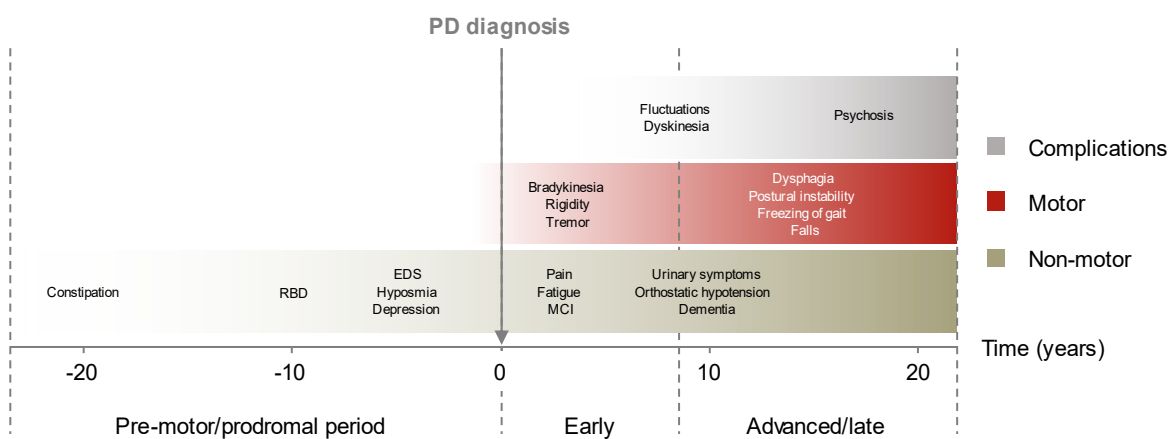 PD diagnosis
Fluctuations
Dyskinesia
Psychosis
Complications
Bradykinesia
Rigidity
Tremor
Dysphagia
Postural instability
Freezing of gait
Falls
Motor
Constipation
RBD
EDS
Hyposmia
Depression
Pain
Fatigue
MCI
Urinary symptoms
Orthostatic hypotension
Dementia
Non-motor
Time (years)
-20 -10 0 10 20
Pre-motor/prodromal period Early Advanced/late